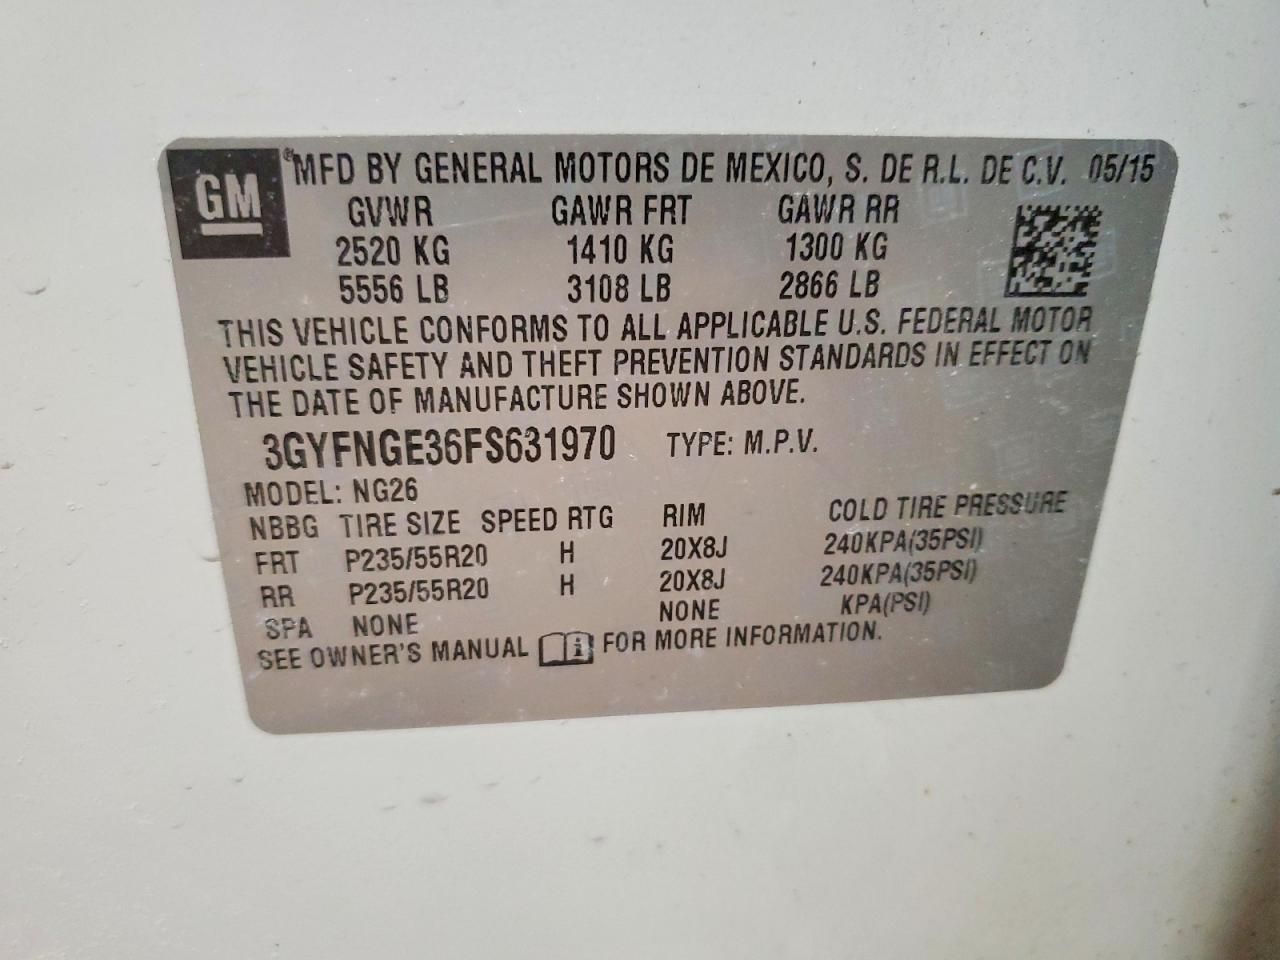 GM ® MFD BY GENERAL MOTORS DE MEXICO, S. DE R.L. DE C.V. 05/15
GVWR GAWR FRT GAWR RR
2520 KG 1410 KG 1300 KG
5556 LB 3108 LB 2866 LB
THIS VEHICLE CONFORMS TO ALL APPLICABLE U.S. FEDERAL MOTOR
VEHICLE SAFETY AND THEFT PREVENTION STANDARDS IN EFFECT ON
THE DATE OF MANUFACTURE SHOWN ABOVE.
3GYFNGE36FS631970 TYPE: M.P.V.
MODEL: NG26
NBBG TIRE SIZE SPEED RTG RIM COLD TIRE PRESSURE
FRT P235/55R20 H 20X8J 240KPA(35PSI)
RR P235/55R20 H 20X8J 240KPA(35PSI)
SPA NONE NONE KPA(PSI)
SEE OWNER'S MANUAL i FOR MORE INFORMATION.